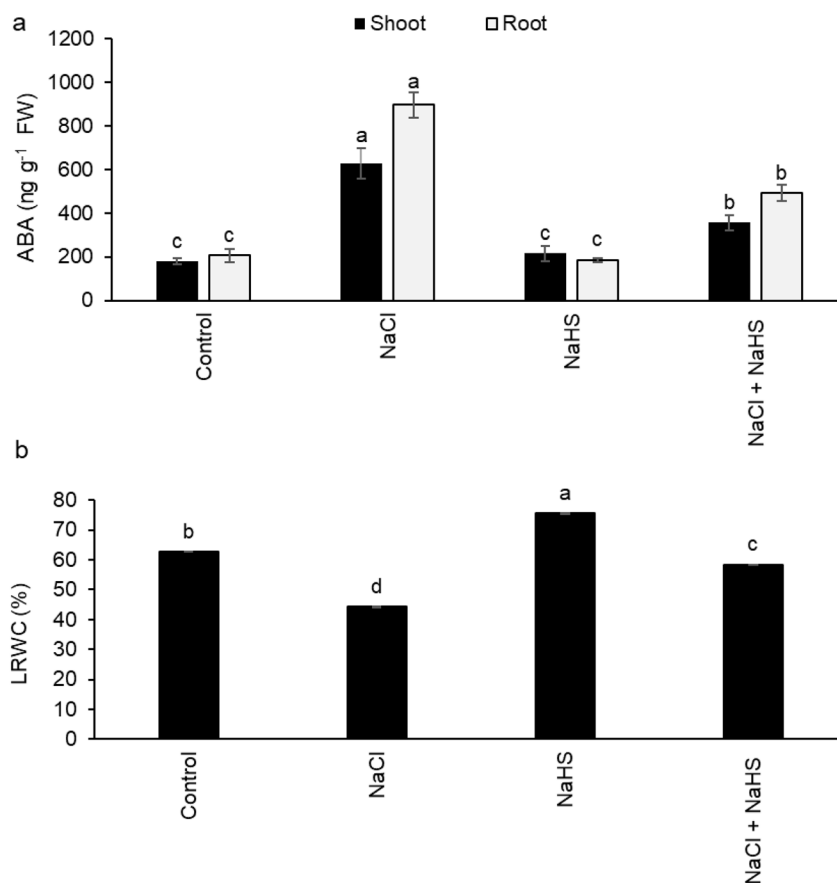 a
Shoot Root
1200
1000
800
600
400
200
0
ABA (ng g⁻¹ FW)
c c
a a
c c
b b
Control
NaCl
NaHS
NaCl + NaHS
b
80
70
60
50
40
30
20
10
0
LRWC (%)
b
d
a
c
Control
NaCl
NaHS
NaCl + NaHS